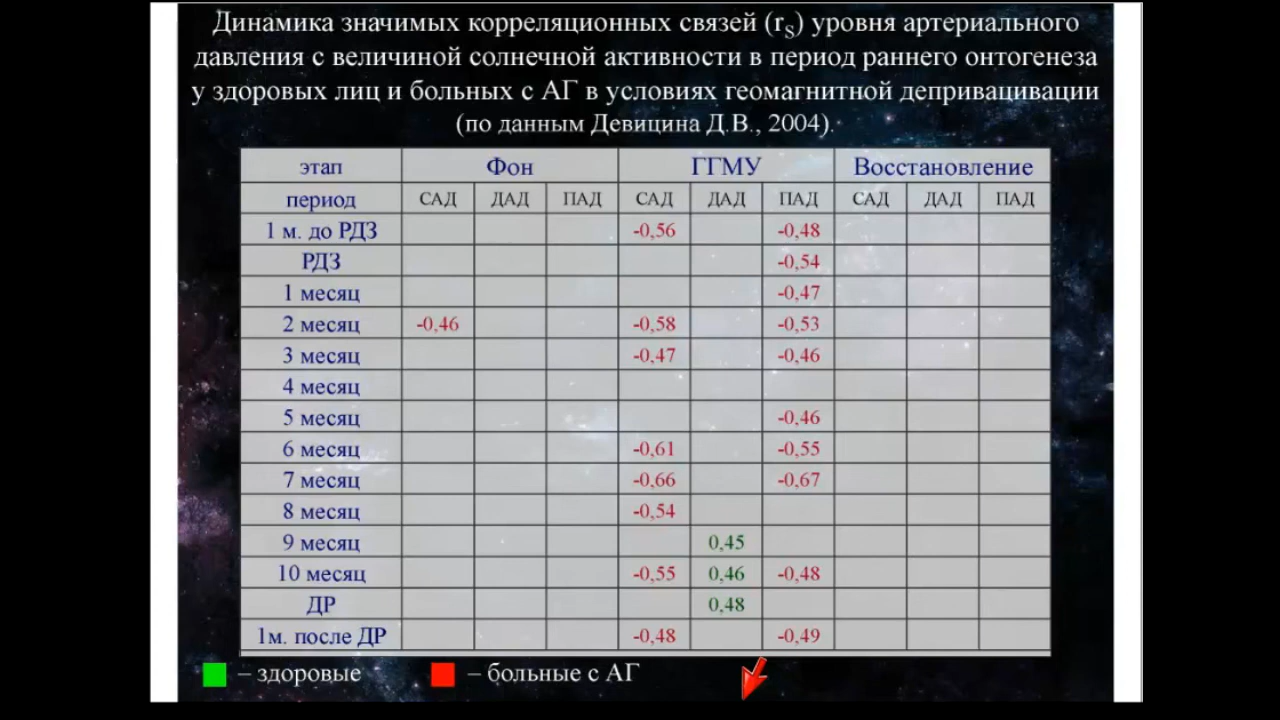 Динамика значимых корреляционных связей (rS) уровня артериального
давления с величиной солнечной активности в период раннего онтогенеза
у здоровых лиц и больных с АГ в условиях геомагнитной депривацивации
(по данным Девицина Д.В., 2004).
этап Фон ГГМУ Восстановление
период САД ДАД ПАД САД ДАД ПАД САД ДАД ПАД
1 м. до РДЗ -0,56 -0,48
РДЗ -0,54
1 месяц -0,47
2 месяц -0,46 -0,58 -0,53
3 месяц -0,47 -0,46
4 месяц
5 месяц -0,46
6 месяц -0,61 -0,55
7 месяц -0,66 -0,67
8 месяц -0,54
9 месяц 0,45
10 месяц -0,55 0,46 -0,48
ДР 0,48
1м. после ДР -0,48 -0,49
– здоровые – больные с АГ